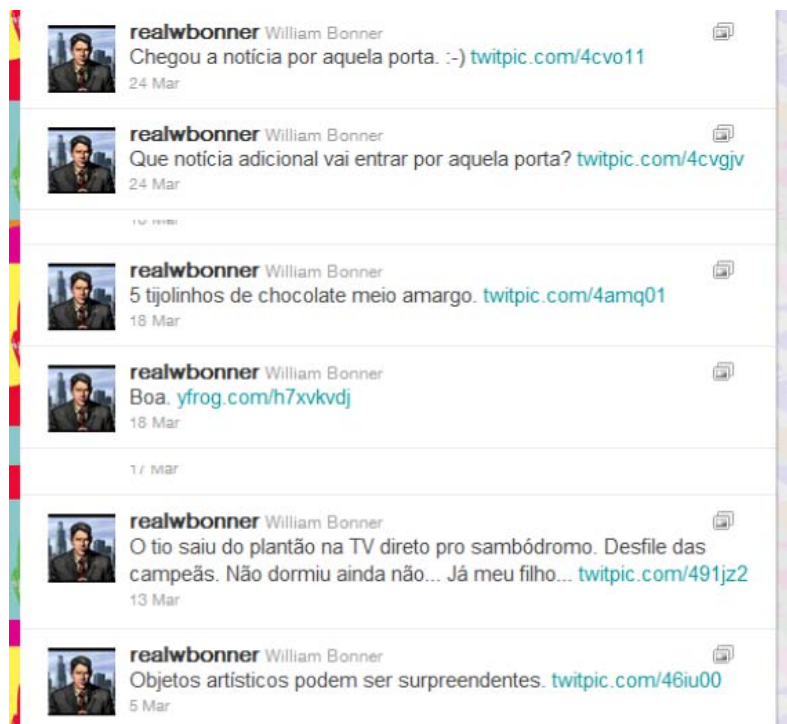 realwbonner William Bonner
Chegou a notícia por aquela porta. :-) twitpic.com/4cvo11
24 Mar
realwbonner William Bonner
Que notícia adicional vai entrar por aquela porta? twitpic.com/4cvgjv
24 Mar
realwbonner William Bonner
5 tijolinhos de chocolate meio amargo. twitpic.com/4amq01
18 Mar
realwbonner William Bonner
Boa. yfrog.com/h7xvkvdj
18 Mar
17 Mar
realwbonner William Bonner
O tio saiu do plantão na TV direto pro sambódromo. Desfile das
campeãs. Não dormiu ainda não... Já meu filho... twitpic.com/491jz2
13 Mar
realwbonner William Bonner
Objetos artísticos podem ser surpreendentes. twitpic.com/46iu00
5 Mar